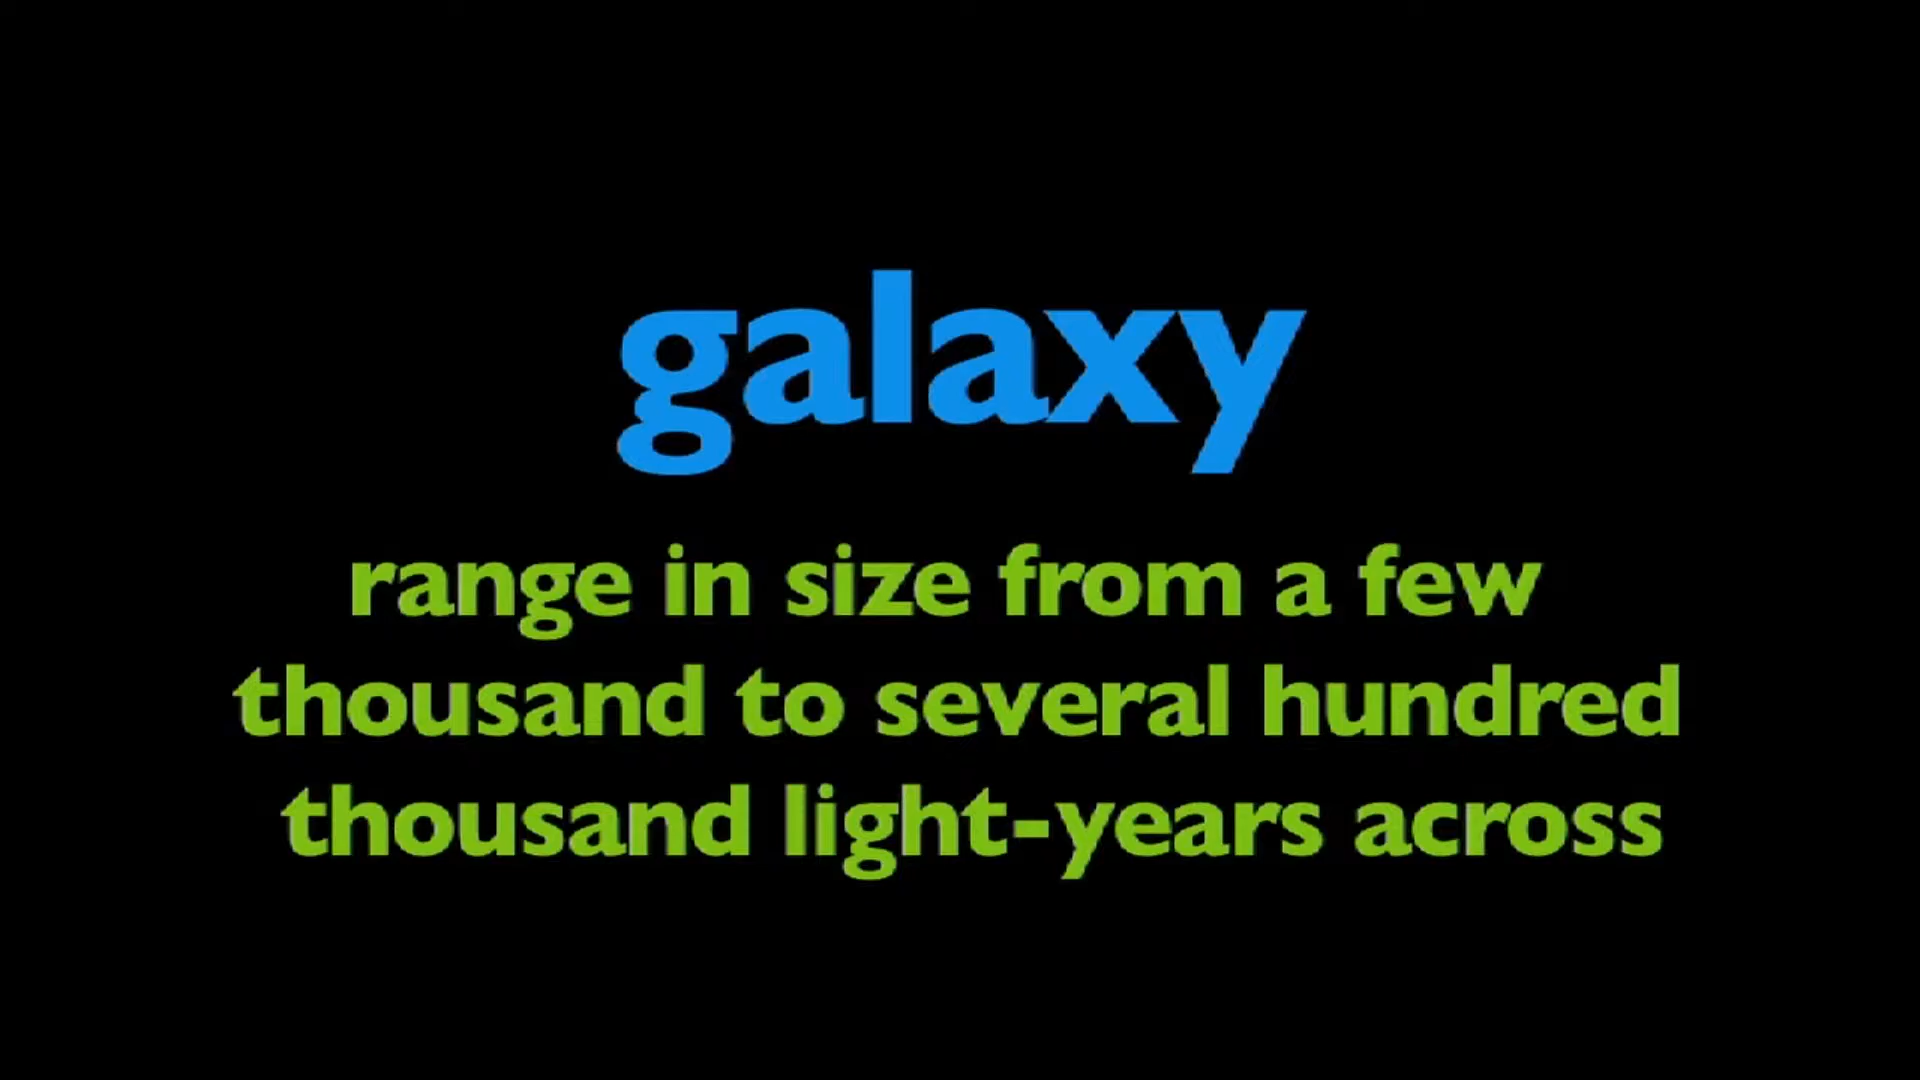 galaxy
range in size from a few
thousand to several hundred
thousand light-years across